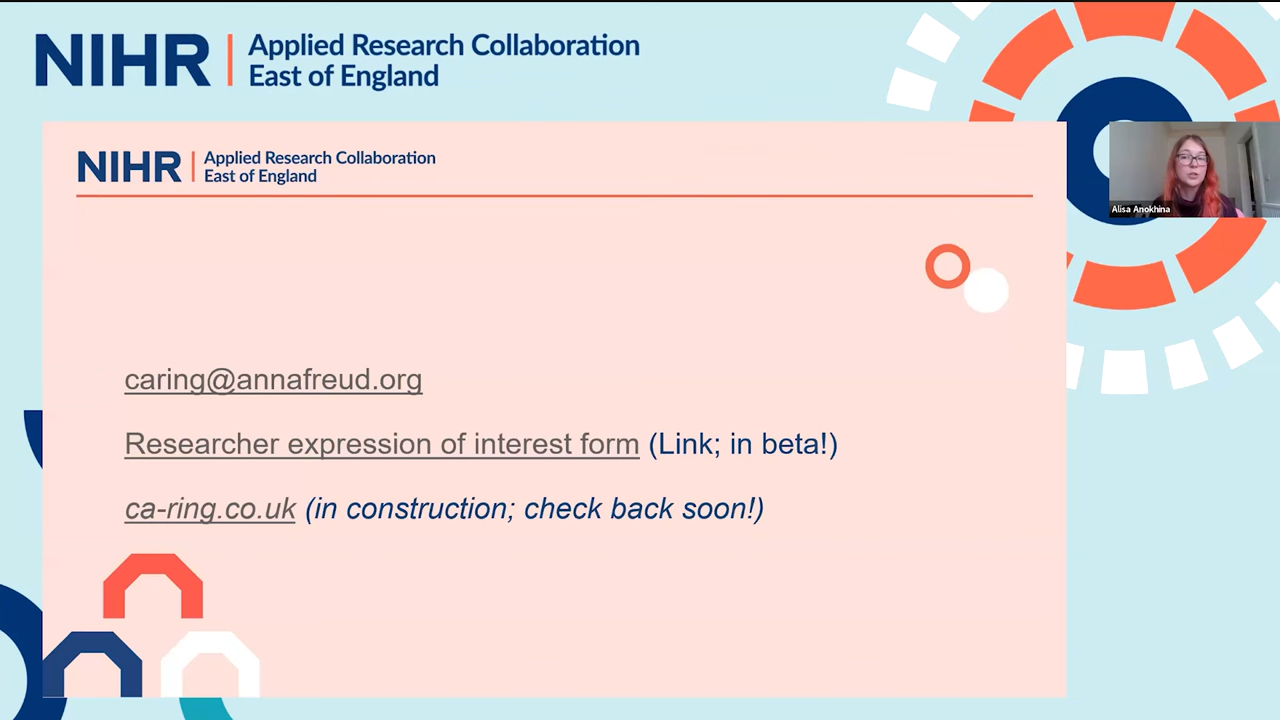 NIHR
Applied Research Collaboration
East of England
NIHR
Applied Research Collaboration
East of England
Alisa Anokhina
caring@annafreud.org
Researcher expression of interest form (Link; in beta!)
ca-ring.co.uk (in construction; check back soon!)